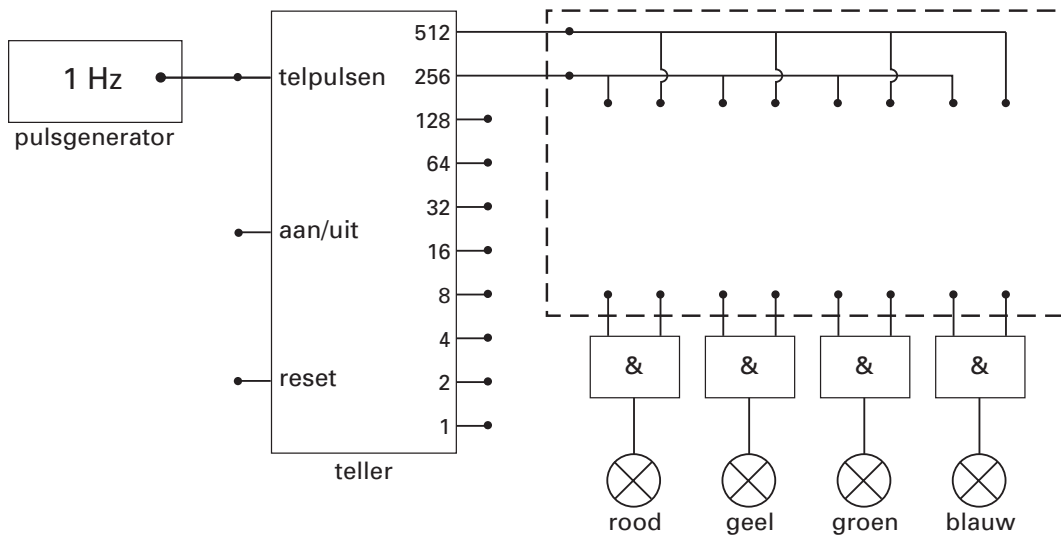 1 Hz
pulsgenerator
telpulsen
aan/uit
reset
512
256
128
64
32
16
8
4
2
1
teller
& & & &
rood geel groen blauw